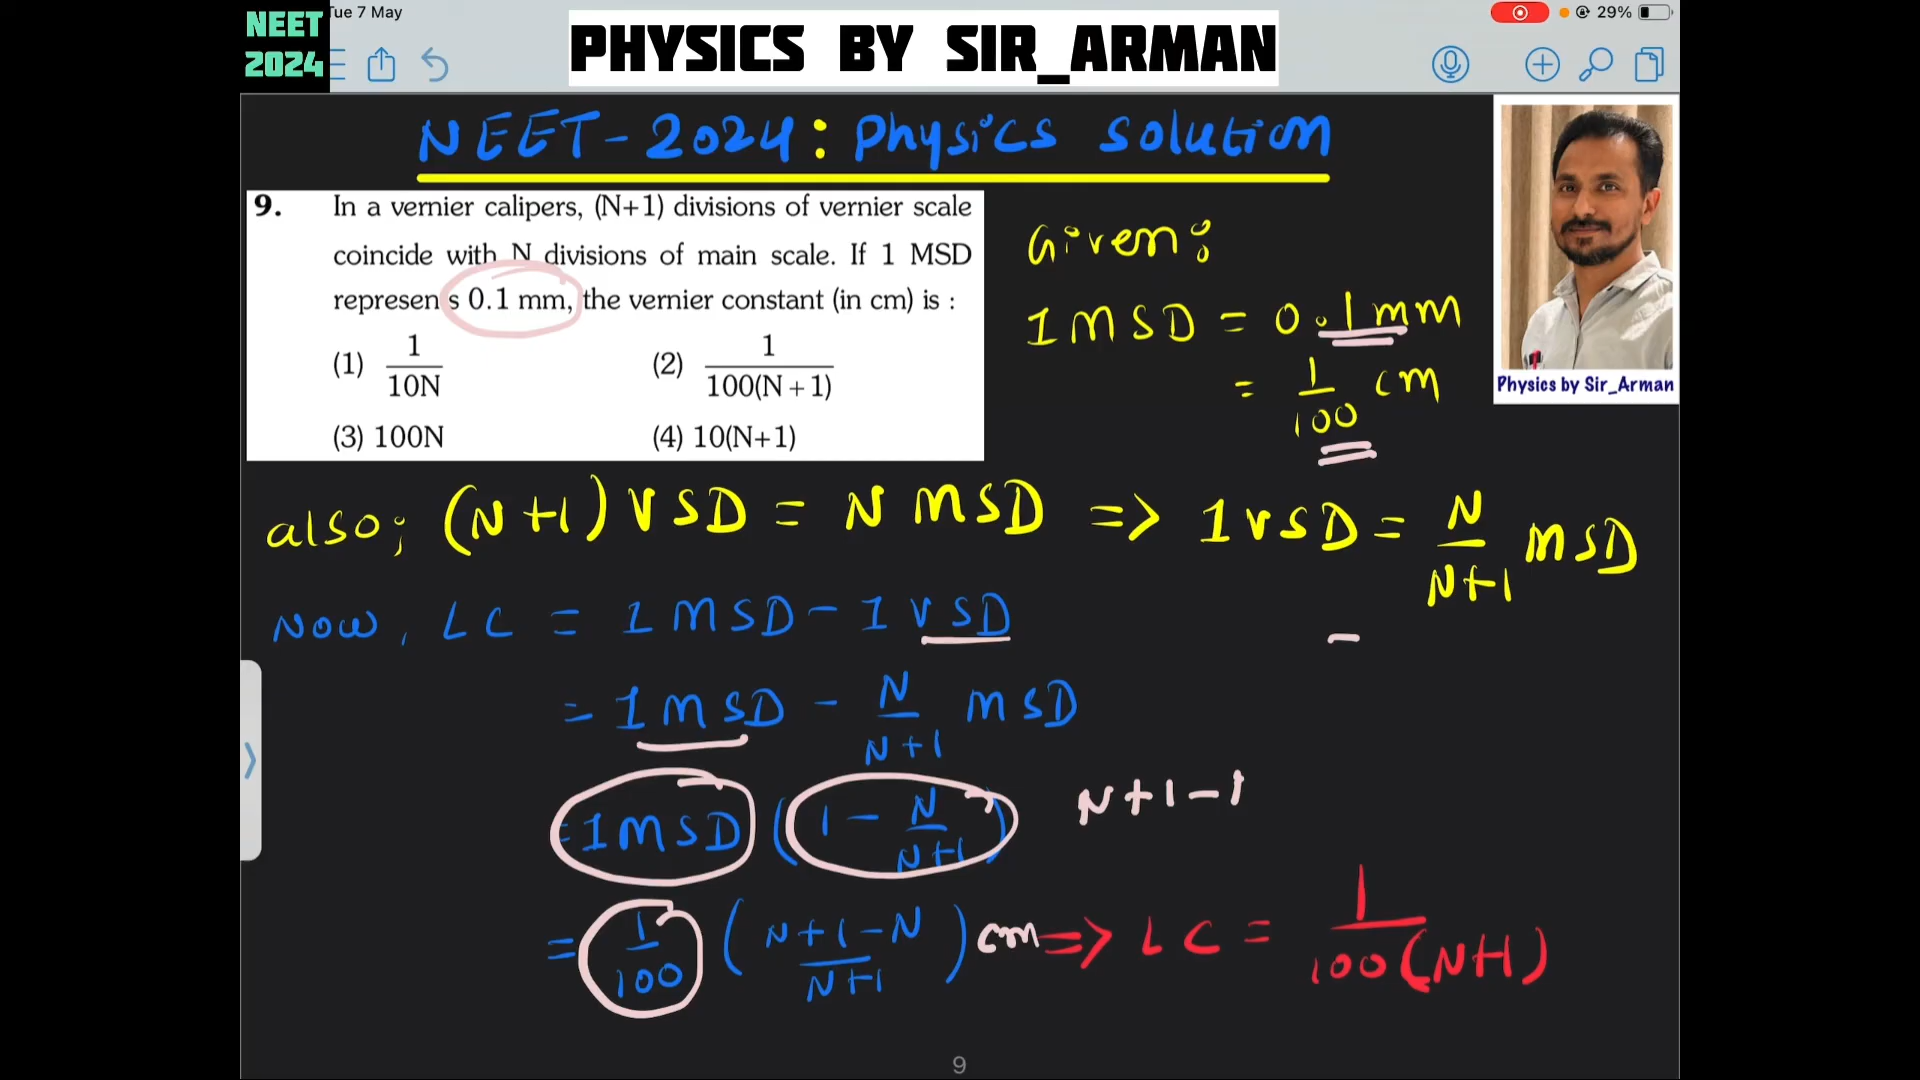 NEET
2024
Tue 7 May
PHYSICS BY SIR_ARMAN
29%
NEET-2024: Physics Solution
9. In a vernier calipers, (N+1) divisions of vernier scale
coincide with N divisions of main scale. If 1 MSD
represen s 0.1 mm, the vernier constant (in cm) is :
(1) 1/10N (2) 1/100(N+1)
(3) 100N (4) 10(N+1)
Physics by Sir_Arman
Given:
1 MSD = 0.1 mm
= 1/100 cm
also; (N+1) VSD = N MSD => 1 VSD = N/N+1 MSD
Now, LC = 1 MSD - 1 VSD
= 1 MSD - N/N+1 MSD
= 1 MSD (1 - N/N+1) N+1-1
= 1/100 (N+1-N/N+1) cm => LC = 1/100(N+1)
9